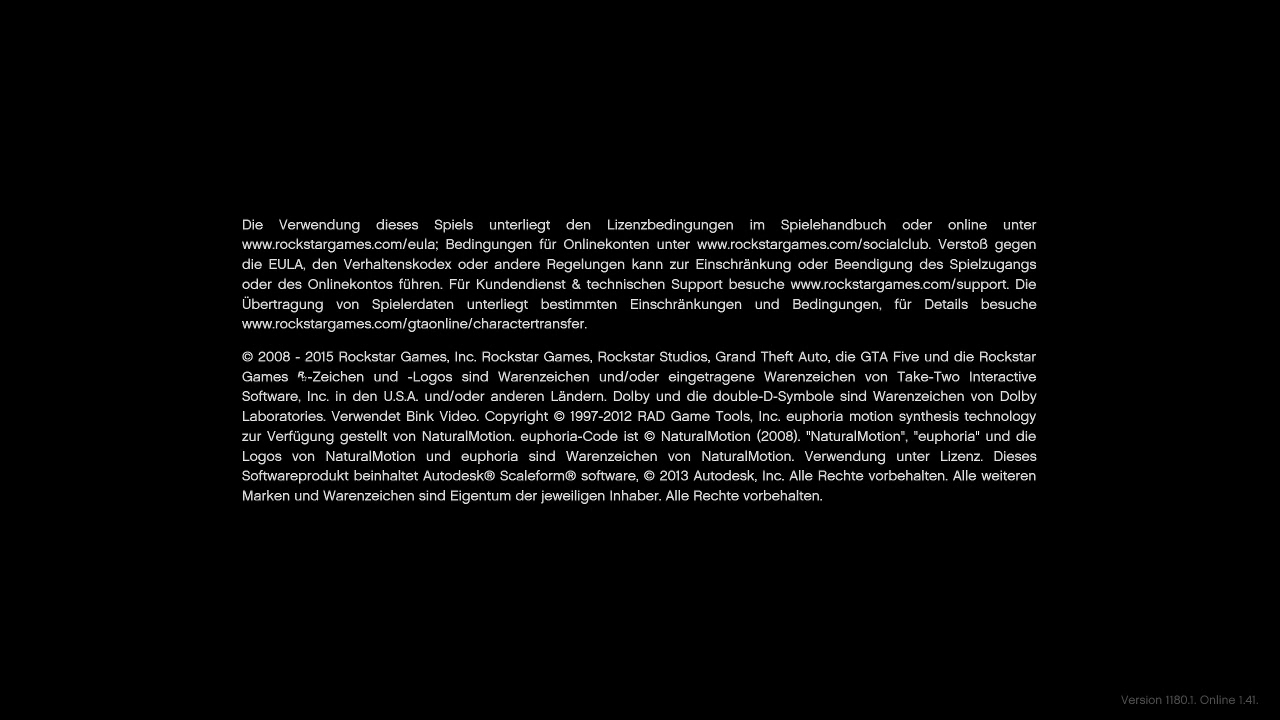 Die Verwendung dieses Spiels unterliegt den Lizenzbedingungen im Spielehandbuch oder online unter
www.rockstargames.com/eula; Bedingungen für Onlinekonten unter www.rockstargames.com/socialclub. Verstoß gegen
die EULA, den Verhaltenskodex oder andere Regelungen kann zur Einschränkung oder Beendigung des Spielzugangs
oder des Onlinekontos führen. Für Kundendienst & technischen Support besuche www.rockstargames.com/support. Die
Übertragung von Spielerdaten unterliegt bestimmten Einschränkungen und Bedingungen, für Details besuche
www.rockstargames.com/gtaonline/charactertransfer.
© 2008 - 2015 Rockstar Games, Inc. Rockstar Games, Rockstar Studios, Grand Theft Auto, die GTA Five und die Rockstar
Games R*-Zeichen und -Logos sind Warenzeichen und/oder eingetragene Warenzeichen von Take-Two Interactive
Software, Inc. in den U.S.A. und/oder anderen Ländern. Dolby und die double-D-Symbole sind Warenzeichen von Dolby
Laboratories. Verwendet Bink Video. Copyright © 1997-2012 RAD Game Tools, Inc. euphoria motion synthesis technology
zur Verfügung gestellt von NaturalMotion. euphoria-Code ist © NaturalMotion (2008). "NaturalMotion", "euphoria" und die
Logos von NaturalMotion und euphoria sind Warenzeichen von NaturalMotion. Verwendung unter Lizenz. Dieses
Softwareprodukt beinhaltet Autodesk® Scaleform® software, © 2013 Autodesk, Inc. Alle Rechte vorbehalten. Alle weiteren
Marken und Warenzeichen sind Eigentum der jeweiligen Inhaber. Alle Rechte vorbehalten.
Version 1180.1. Online 1.41.